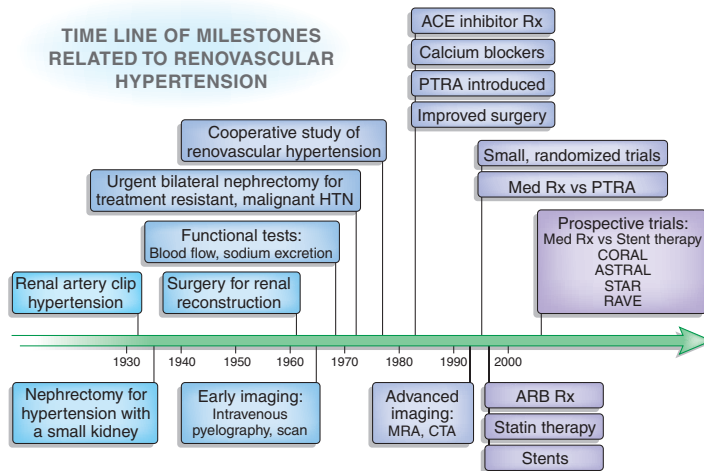 TIME LINE OF MILESTONES
RELATED TO RENOVASCULAR
HYPERTENSION
ACE inhibitor Rx
Calcium blockers
PTRA introduced
Improved surgery
Cooperative study of
renovascular hypertension
Small, randomized trials
Med Rx vs PTRA
Urgent bilateral nephrectomy for
treatment resistant, malignant HTN
Prospective trials:
Med Rx vs Stent therapy
CORAL
ASTRAL
STAR
RAVE
Functional tests:
Blood flow, sodium excretion
Renal artery clip
hypertension
Surgery for renal
reconstruction
1930 1940 1950 1960 1970 1980 1990 2000
Nephrectomy for
hypertension with
a small kidney
Early imaging:
Intravenous
pyelography, scan
Advanced
imaging:
MRA, CTA
ARB Rx
Statin therapy
Stents